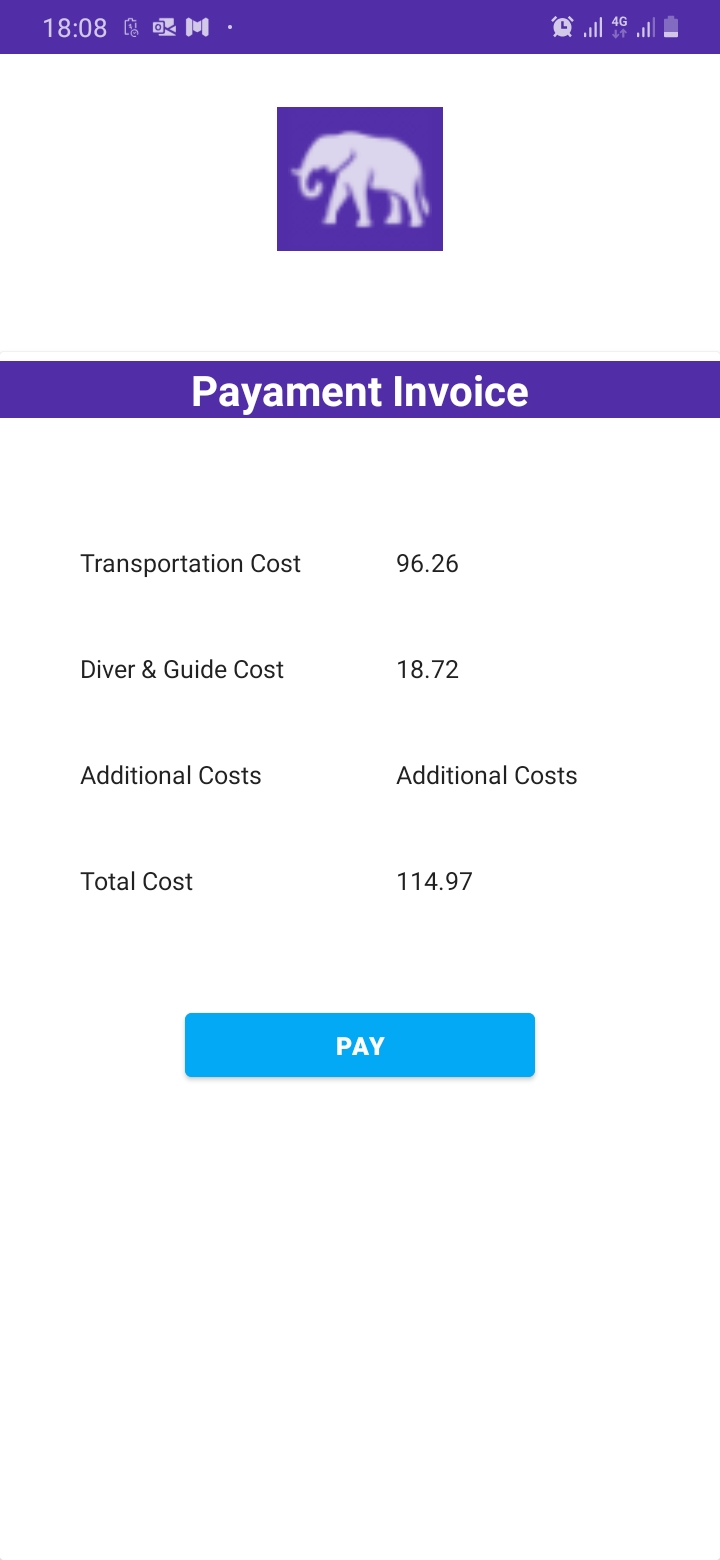 18:08
4G
Payament Invoice
Transportation Cost 96.26
Diver & Guide Cost 18.72
Additional Costs Additional Costs
Total Cost 114.97
PAY